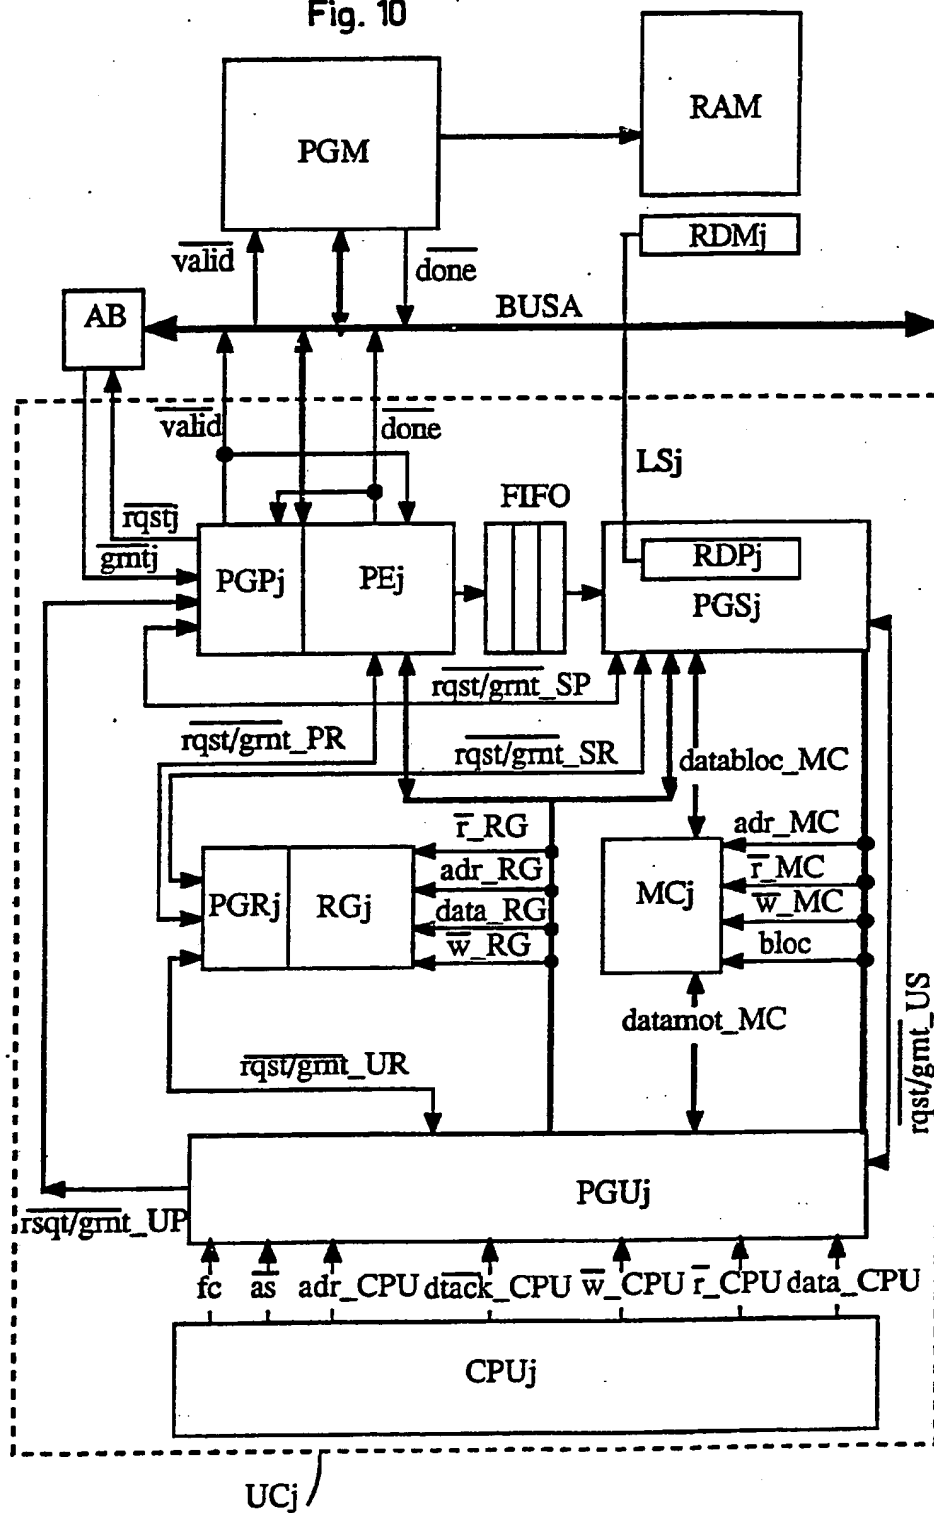 Fig. 10
PGM
RAM
RDMj
valid
done
AB
BUSA
valid
done
LSj
rqstj
grntj
FIFO
PGPj
PEj
RDPj
PGSj
rqst/grnt_SP
rqst/grnt_PR
rqst/grnt_SR
databloc_MC
r_RG
adr_RG
data_RG
w_RG
adr_MC
r_MC
w_MC
bloc
PGRj
RGj
MCj
datamot_MC
rqst/grnt_US
rqst/grnt_UR
PGUj
rsqt/grnt_UP
fc as adr_CPU dtack_CPU w_CPU r_CPU data_CPU
CPUj
UCj